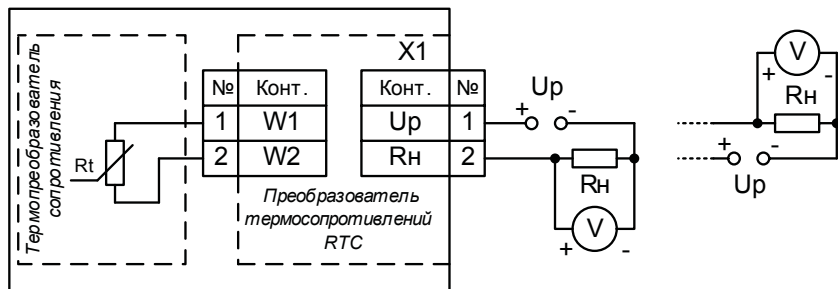 Термопреобразователь
сопротивления
Rt
№ Конт.
1 W1
2 W2
X1
Конт. №
Up 1
Rн 2
Преобразователь
термосопротивлений
RTC
Up
+ -
Rн
V
+ -
V
+ -
Rн
+ -
Up